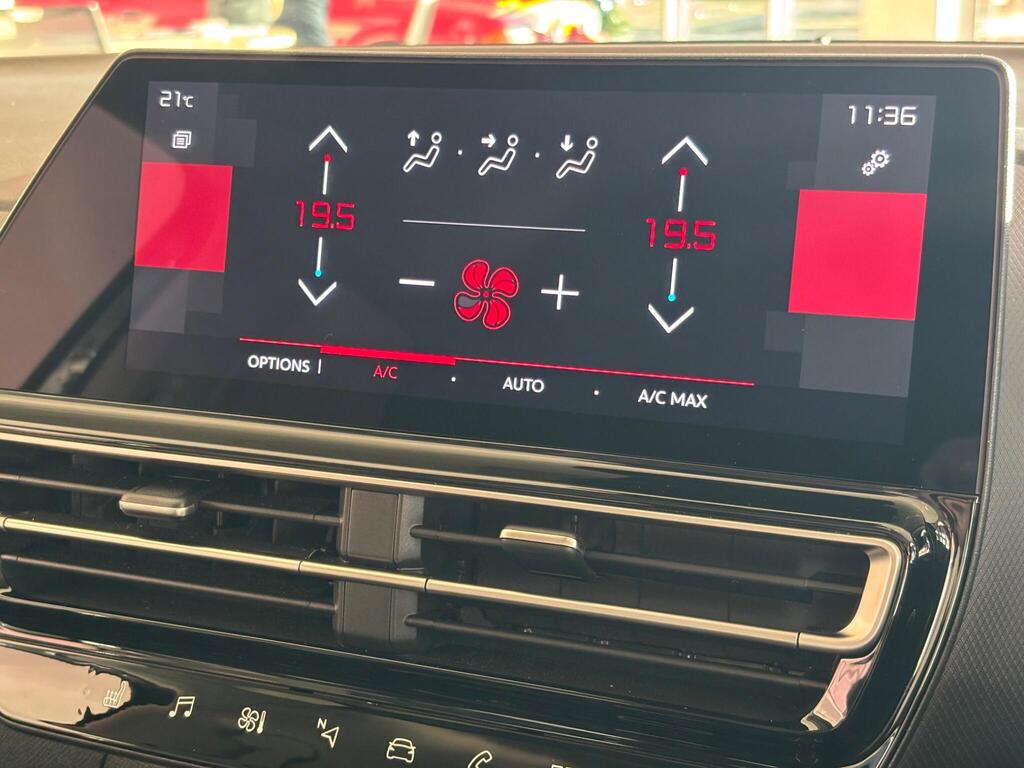 21°c
11:36
19.5
19.5
OPTIONS | A/C · AUTO · A/C MAX
N